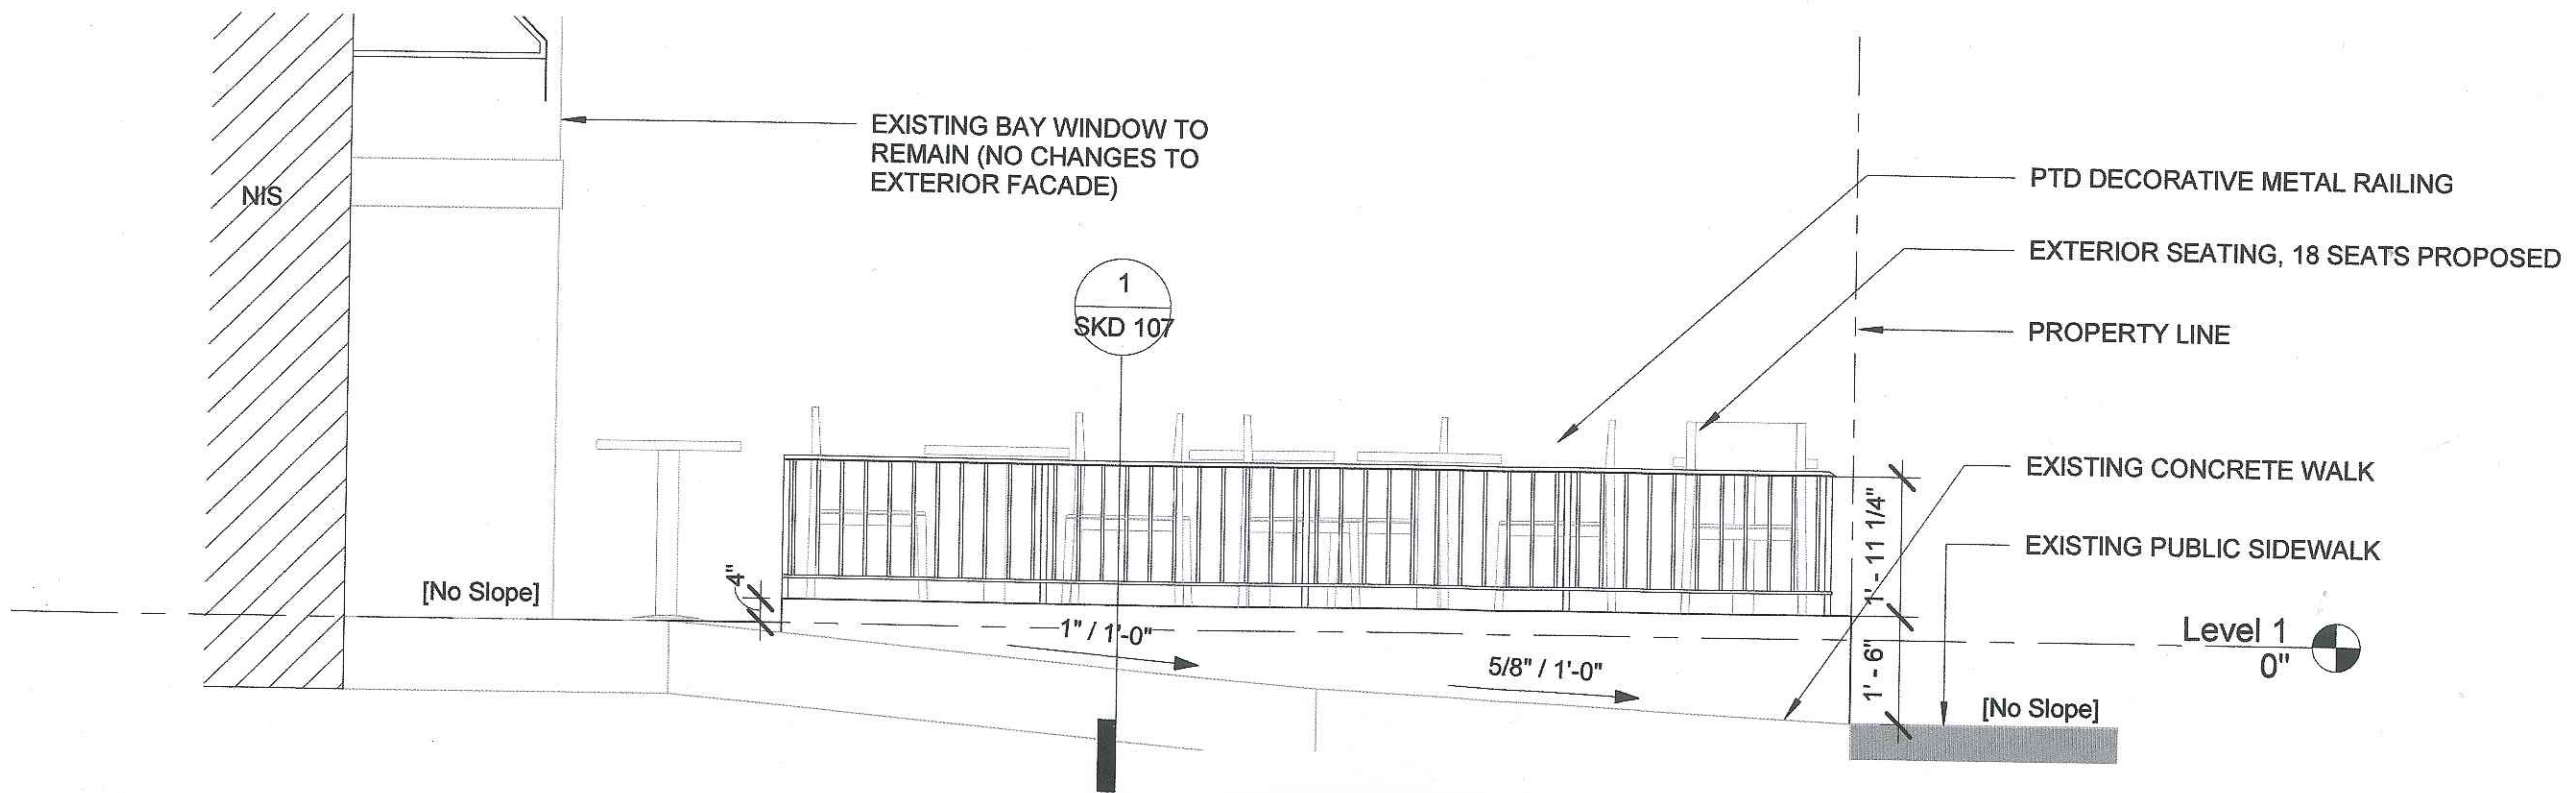 EXISTING BAY WINDOW TO
REMAIN (NO CHANGES TO
EXTERIOR FACADE)
NIS
PTD DECORATIVE METAL RAILING
EXTERIOR SEATING, 18 SEATS PROPOSED
1
SKD 107
PROPERTY LINE
EXISTING CONCRETE WALK
1' - 11 1/4"
EXISTING PUBLIC SIDEWALK
4"
[No Slope]
1" / 1'-0"
Level 1
0"
5/8" / 1'-0"
1' - 6"
[No Slope]